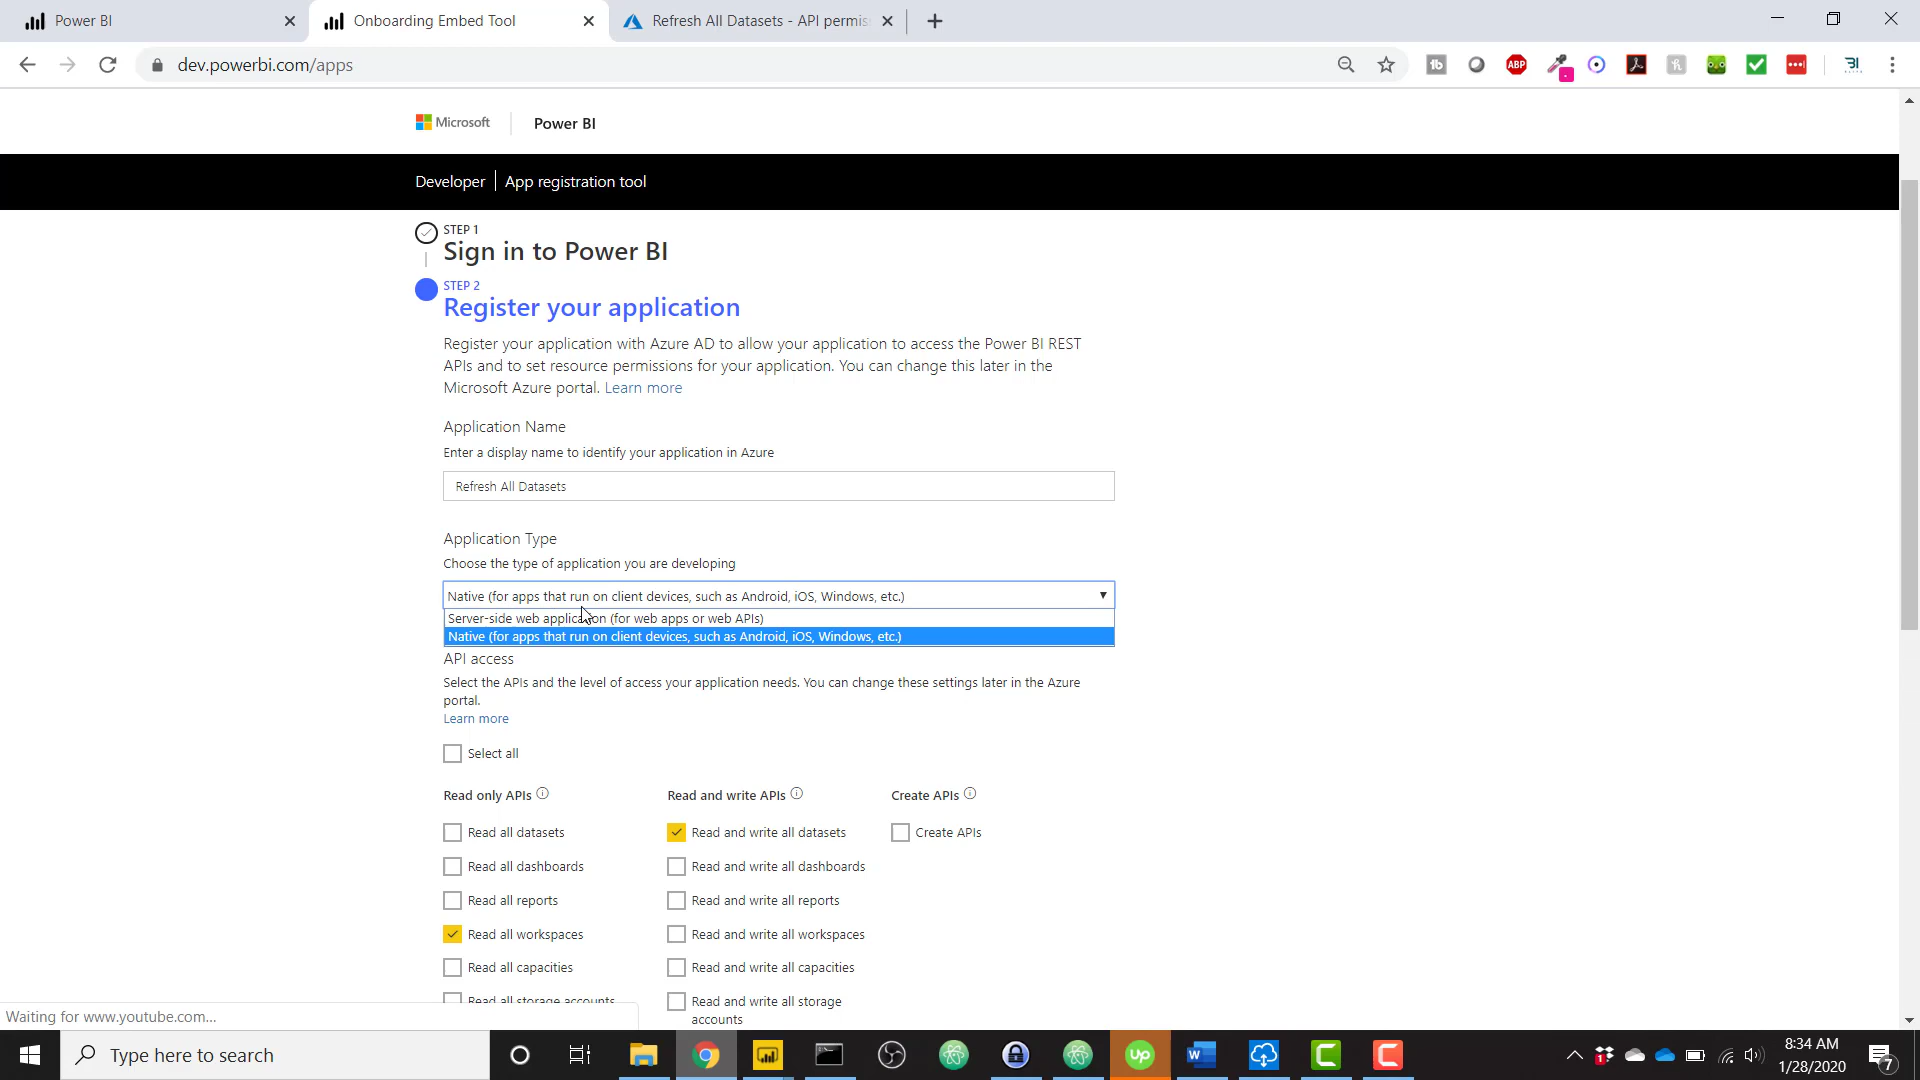 Power BI
Onboarding Embed Tool
Refresh All Datasets - API permis
dev.powerbi.com/apps
Microsoft
Power BI
Developer
App registration tool
STEP 1
Sign in to Power BI
STEP 2
Register your application
Register your application with Azure AD to allow your application to access the Power BI REST
APIs and to set resource permissions for your application. You can change this later in the
Microsoft Azure portal. Learn more
Application Name
Enter a display name to identify your application in Azure
Refresh All Datasets
Application Type
Choose the type of application you are developing
Native (for apps that run on client devices, such as Android, iOS, Windows, etc.)
Server-side web application (for web apps or web APIs)
Native (for apps that run on client devices, such as Android, iOS, Windows, etc.)
API access
Select the APIs and the level of access your application needs. You can change these settings later in the Azure
portal.
Learn more
Select all
Read only APIs
Read and write APIs
Create APIs
Read all datasets
Read and write all datasets
Create APIs
Read all dashboards
Read and write all dashboards
Read all reports
Read and write all reports
Read all workspaces
Read and write all workspaces
Read all capacities
Read and write all capacities
Read all storage accounts
Read and write all storage
accounts
Waiting for www.youtube.com...
Type here to search
8:34 AM
1/28/2020
7